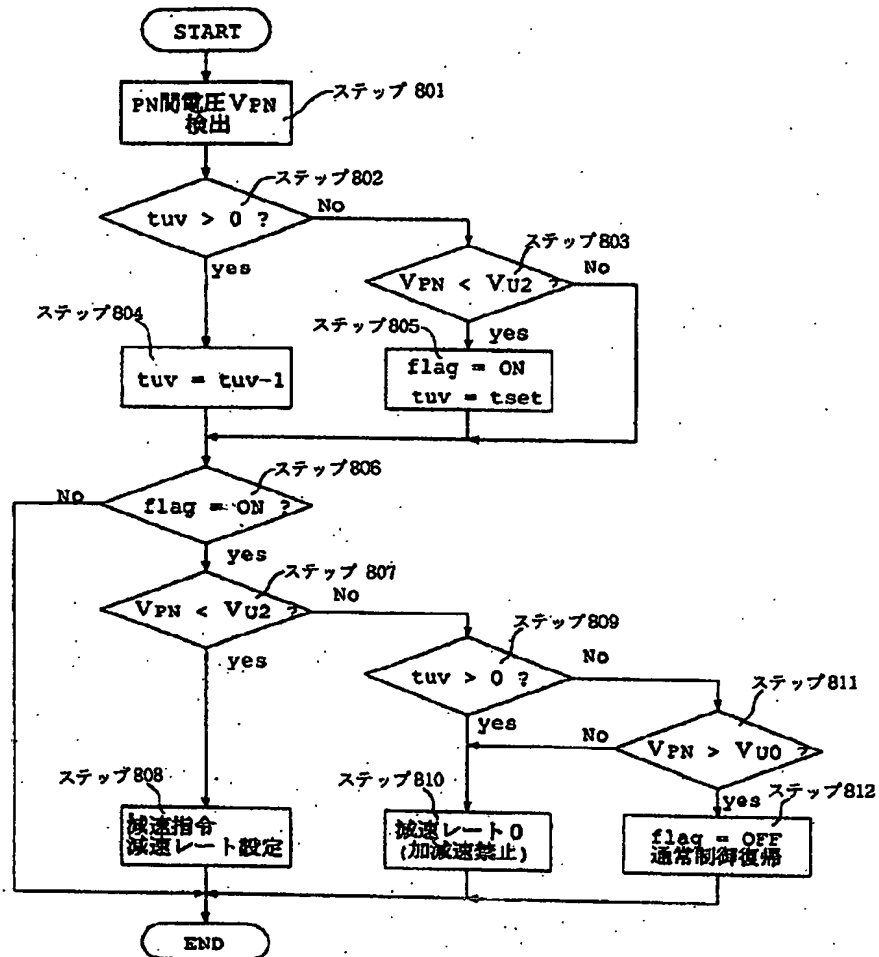 START
PN間電圧VPN
検出
ステップ 801
ステップ802
tuv > 0 ?
No
yes
ステップ803
VPN < VU2 ?
No
yes
ステップ804
tuv = tuv-1
ステップ805
flag = ON
tuv = tset
ステップ806
flag = ON ?
No
yes
ステップ 807
VPN < VU2 ?
No
yes
ステップ809
tuv > 0 ?
No
yes
ステップ811
VPN > VU0 ?
No
yes
ステップ808
減速指令
減速レート設定
ステップ810
減速レート0
(加減速禁止)
ステップ812
flag = OFF
通常制御復帰
END